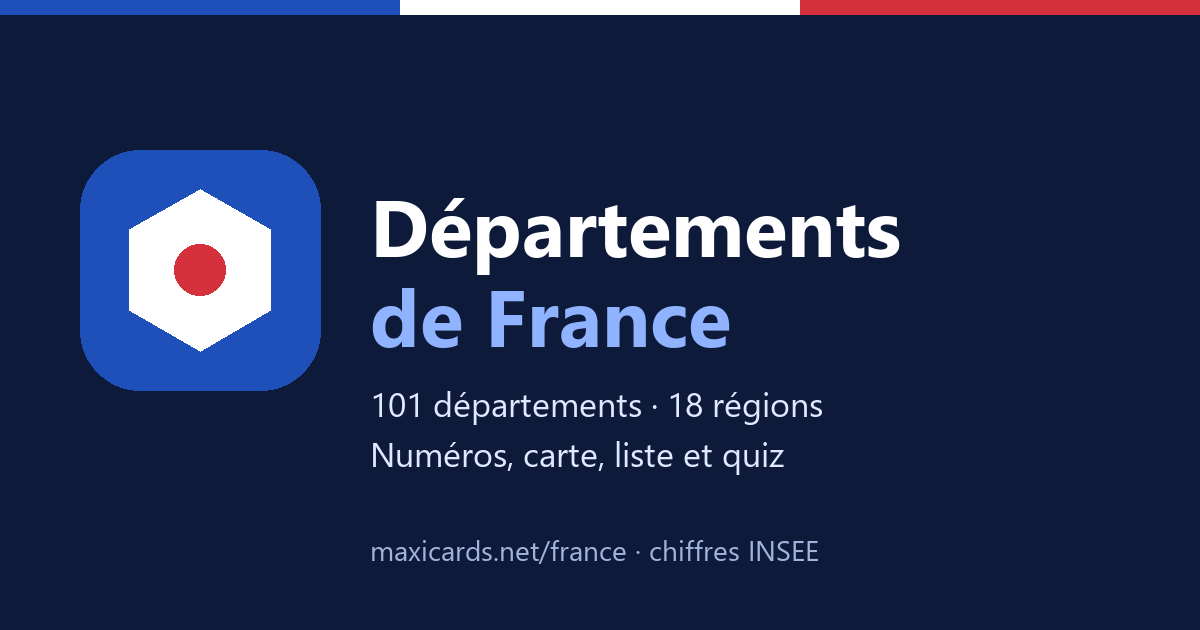 Départements
de France
101 départements · 18 régions
Numéros, carte, liste et quiz
maxicards.net/france · chiffres INSEE